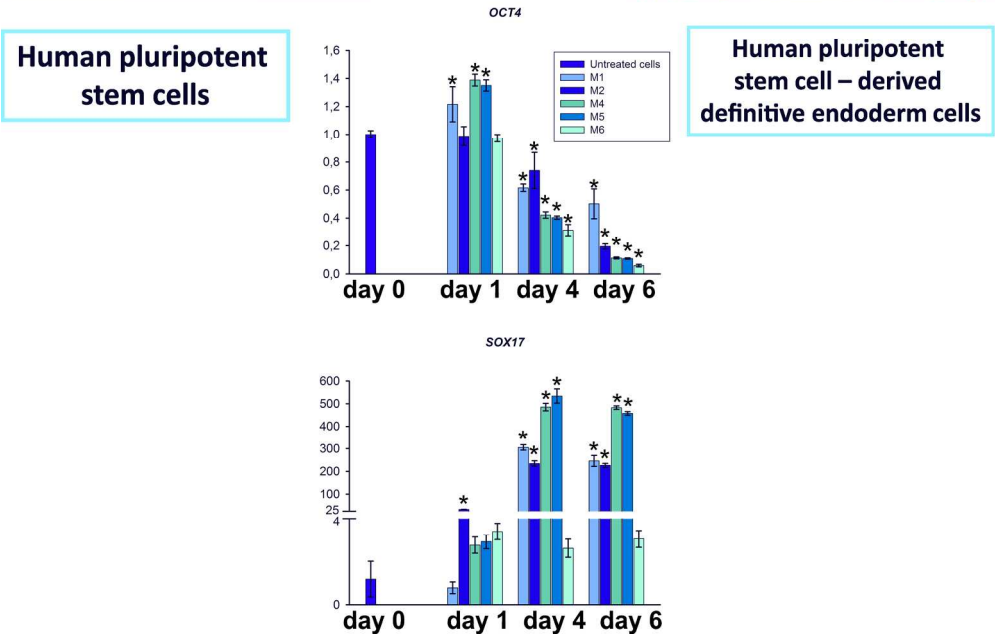 OCT4
Human pluripotent
stem cells
Human pluripotent
stem cell – derived
definitive endoderm cells
1,6
1,4
1,2
1,0
0,8
0,6
0,4
0,2
0,0
Untreated cells
M1
M2
M4
M5
M6
* * *
* * * * *
* * * * *
day 0 day 1 day 4 day 6
SOX17
600
500
400
300
200
100
25
4
0
*
* * * *
* * * *
day 0 day 1 day 4 day 6